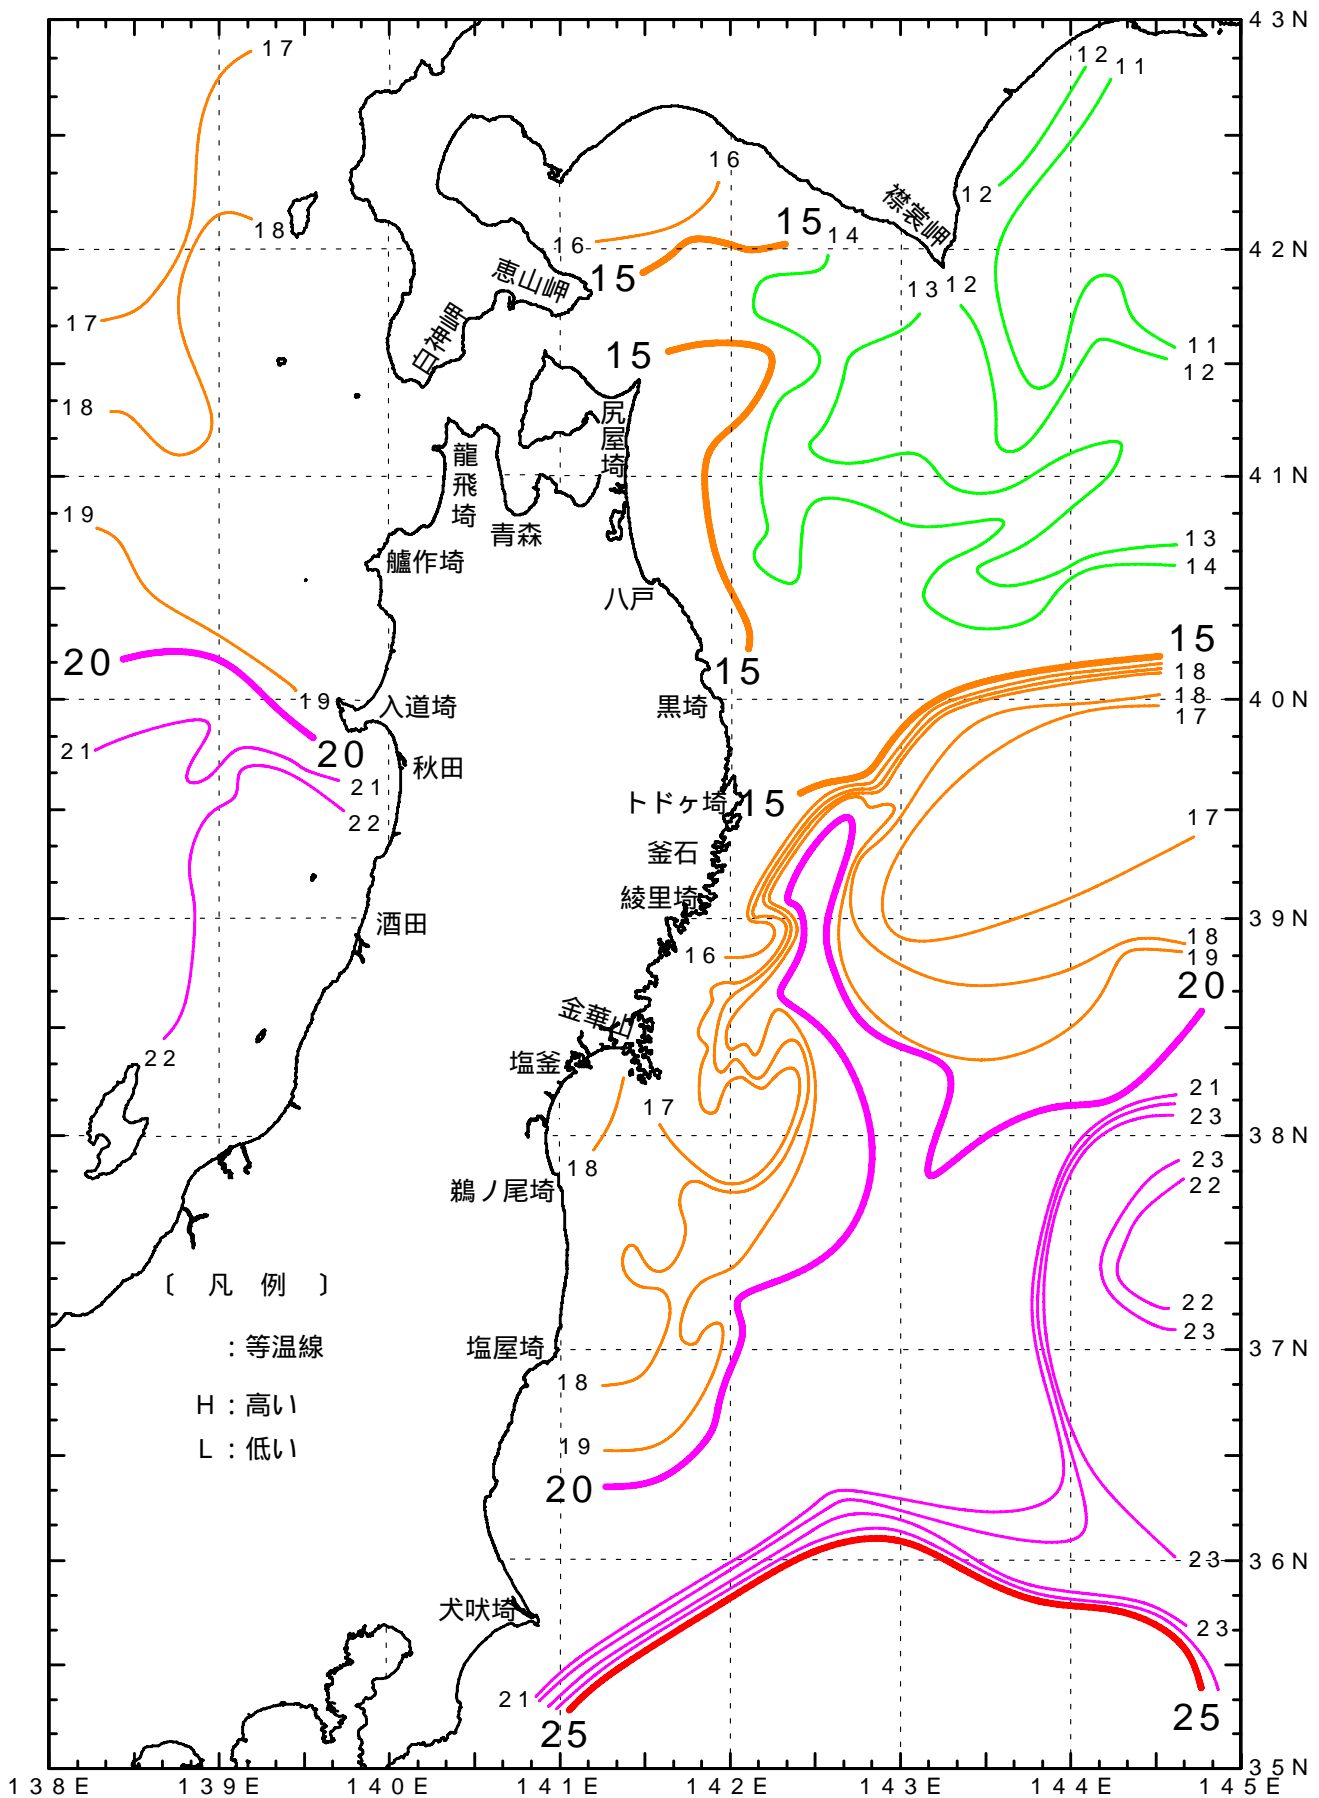 43N
17
12
11
16
12
襟裳岬
15
18
14
16
42N
恵山岬
15
13
12
17
白神岬
15
11
12
18
尻屋埼
龍飛埼
41N
19
青森
13
艫作埼
14
八戸
15
20
15
18
19
18
40N
入道埼
黒埼
17
21
20
秋田
21
トドヶ埼
15
22
17
釜石
綾里埼
39N
酒田
18
16
19
20
金華山
22
塩釜
21
17
23
38N
18
23
鵜ノ尾埼
22
〔 凡 例 〕
22
23
：等温線
塩屋埼
37N
18
H：高い
L：低い
19
20
23
36N
犬吠埼
23
21
25
25
35N
138E
139E
140E
141E
142E
143E
144E
145E